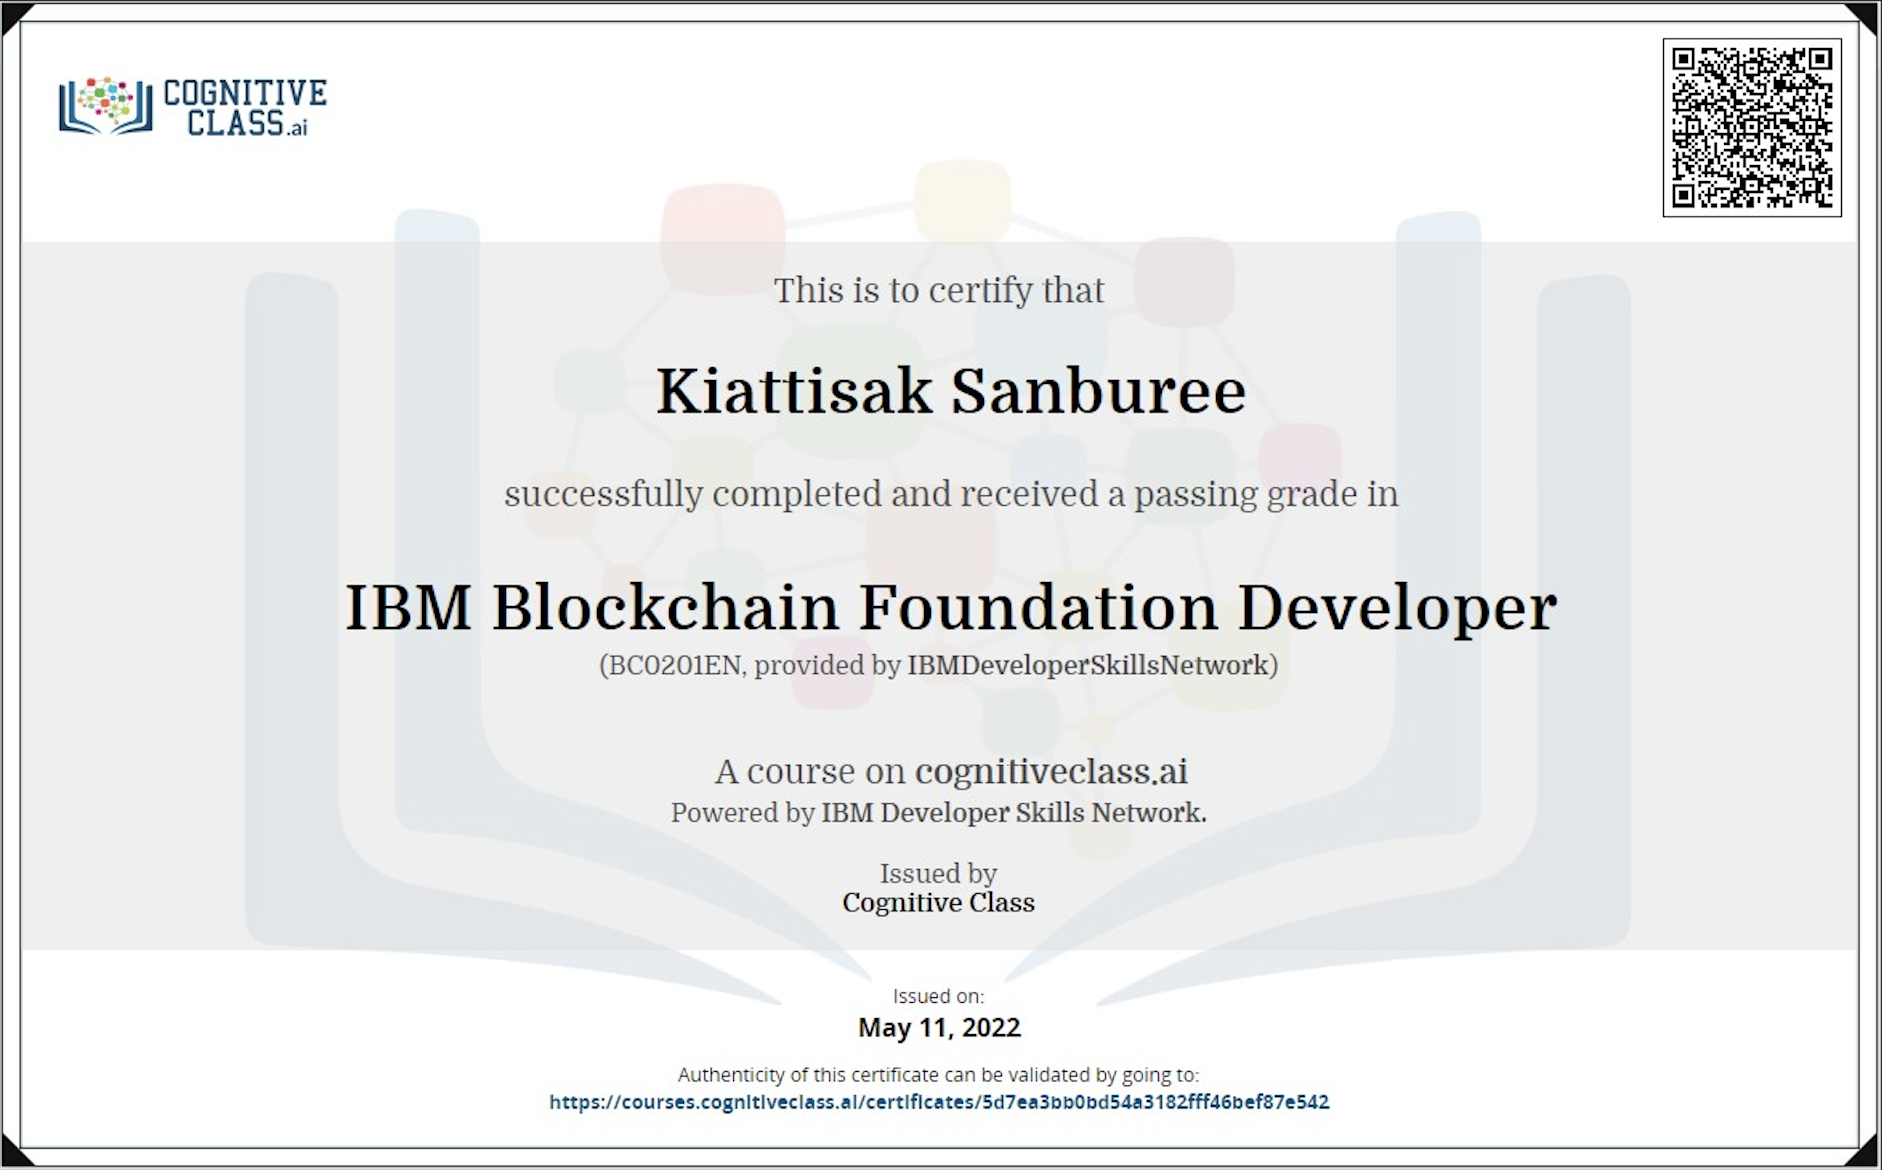 COGNITIVE
CLASS.ai
This is to certify that
Kiattisak Sanburee
successfully completed and received a passing grade in
IBM Blockchain Foundation Developer
(BC0201EN, provided by IBMDeveloperSkillsNetwork)
A course on cognitiveclass.ai
Powered by IBM Developer Skills Network.
Issued by
Cognitive Class
Issued on:
May 11, 2022
Authenticity of this certificate can be validated by going to:
https://courses.cognitiveclass.ai/certificates/5d7ea3bb0bd54a3182fff46bef87e542